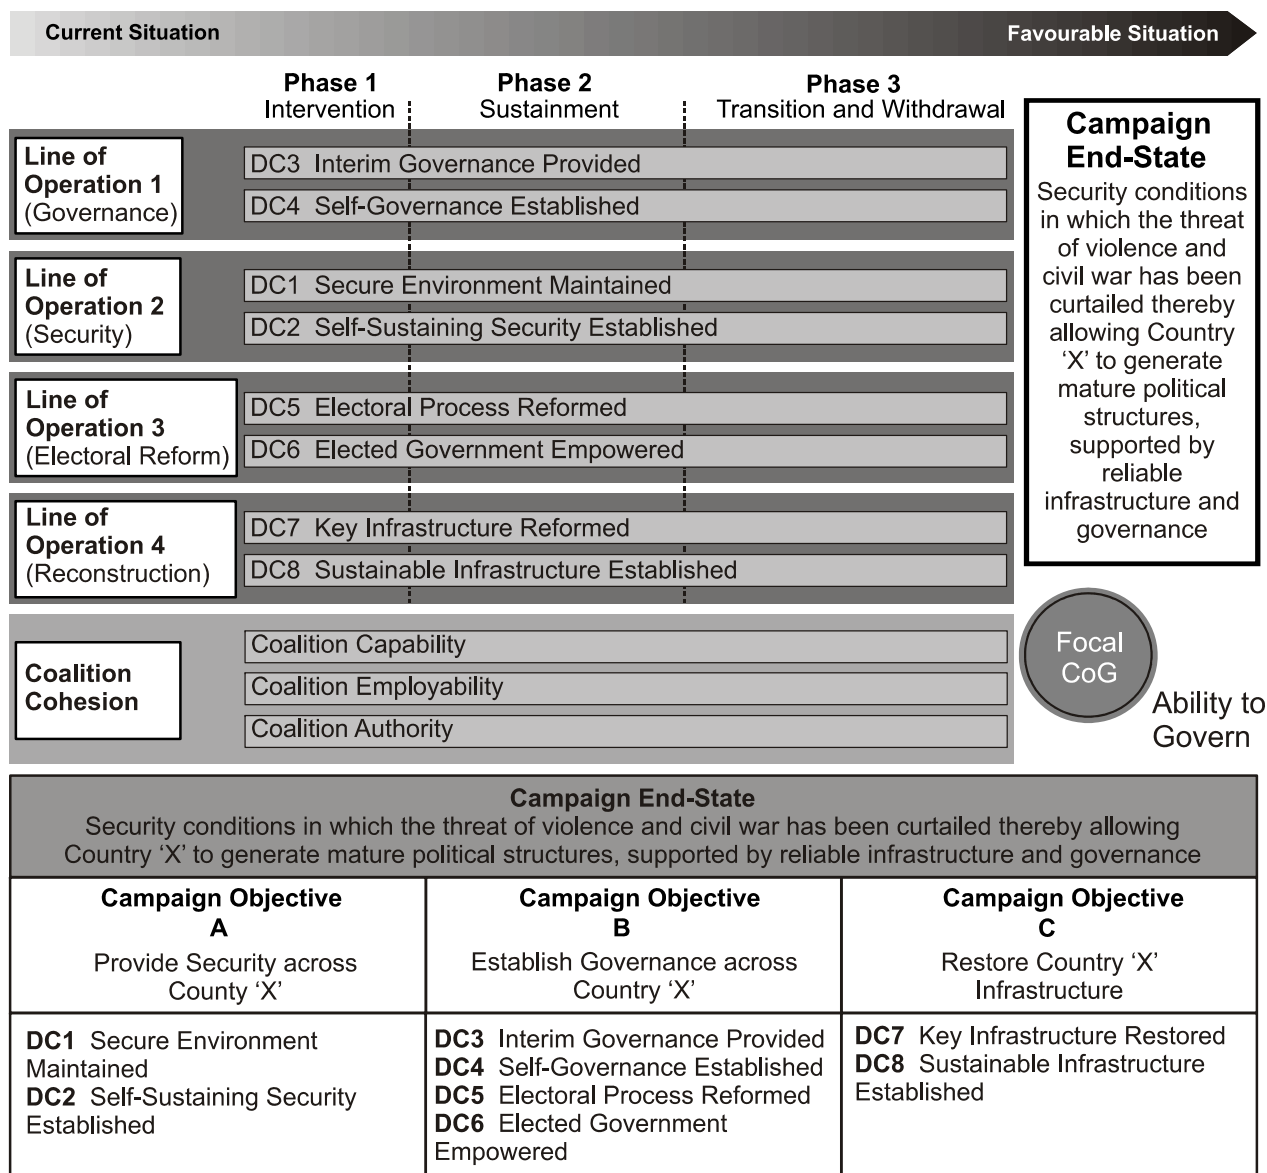 Current Situation
Favourable Situation
Phase 1
Intervention
Phase 2
Sustainment
Phase 3
Transition and Withdrawal
Line of
Operation 1
(Governance)
DC3 Interim Governance Provided
DC4 Self-Governance Established
Line of
Operation 2
(Security)
DC1 Secure Environment Maintained
DC2 Self-Sustaining Security Established
Line of
Operation 3
(Electoral Reform)
DC5 Electoral Process Reformed
DC6 Elected Government Empowered
Line of
Operation 4
(Reconstruction)
DC7 Key Infrastructure Reformed
DC8 Sustainable Infrastructure Established
Coalition
Cohesion
Coalition Capability
Coalition Employability
Coalition Authority
Campaign
End-State
Security conditions
in which the threat
of violence and
civil war has been
curtailed thereby
allowing Country
‘X’ to generate
mature political
structures,
supported by
reliable
infrastructure and
governance
Focal
CoG
Ability to
Govern
Campaign End-State
Security conditions in which the threat of violence and civil war has been curtailed thereby allowing
Country ‘X’ to generate mature political structures, supported by reliable infrastructure and governance
Campaign Objective
A
Provide Security across
County ‘X’
Campaign Objective
B
Establish Governance across
Country ‘X’
Campaign Objective
C
Restore Country ‘X’
Infrastructure
DC1 Secure Environment
Maintained
DC2 Self-Sustaining Security
Established
DC3 Interim Governance Provided
DC4 Self-Governance Established
DC5 Electoral Process Reformed
DC6 Elected Government
Empowered
DC7 Key Infrastructure Restored
DC8 Sustainable Infrastructure
Established